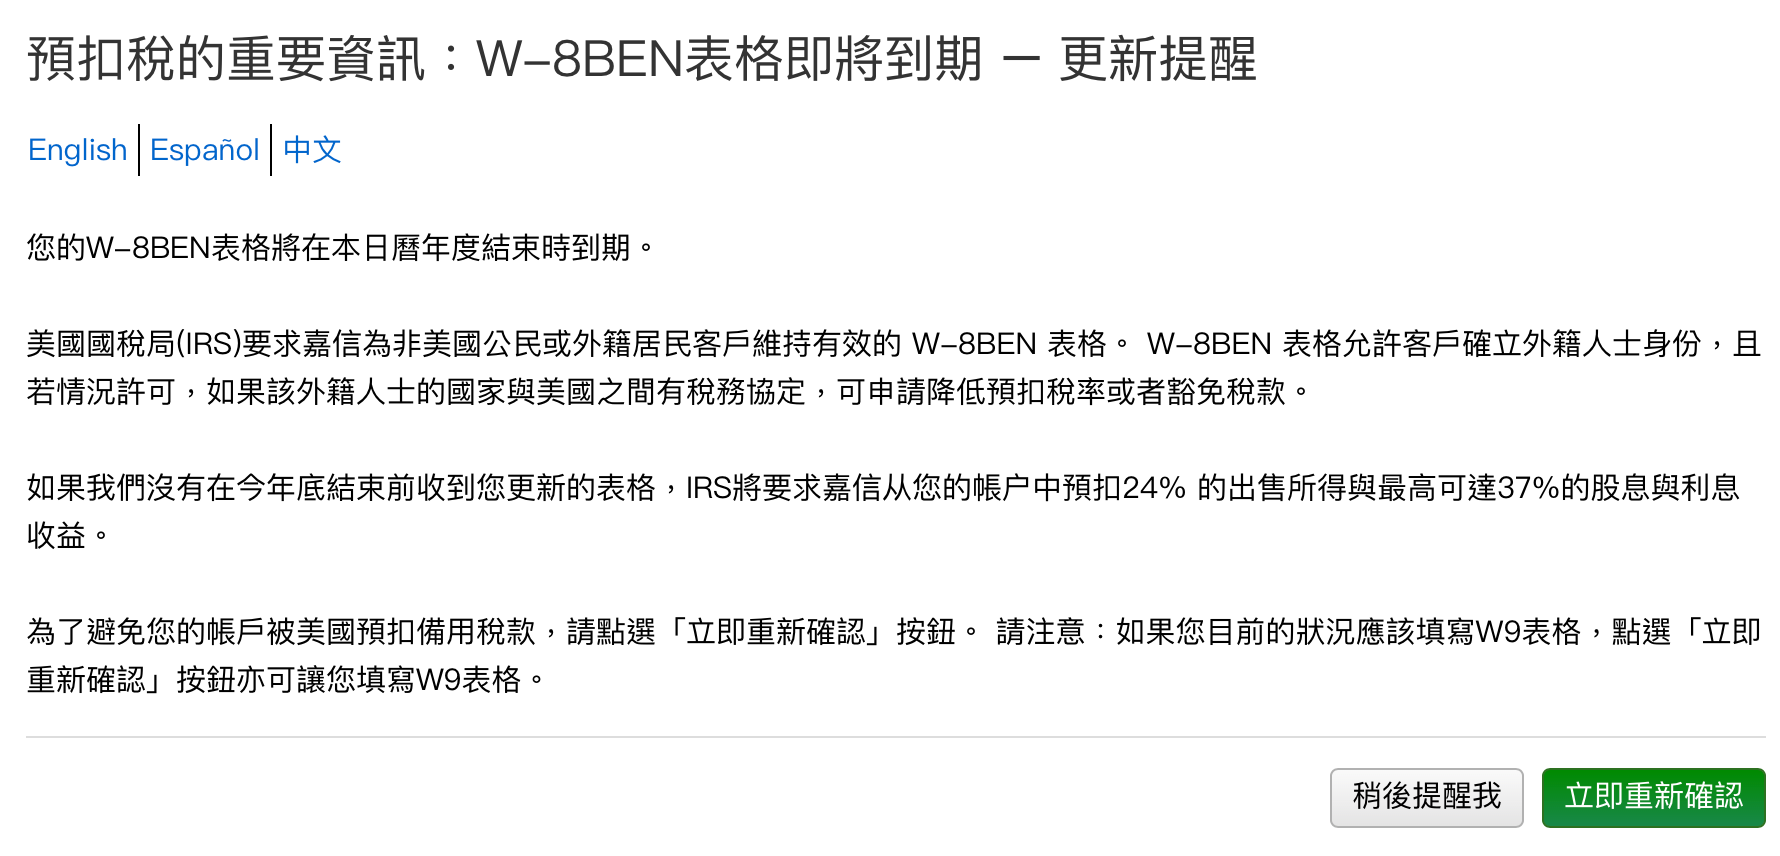 預扣稅的重要資訊：W-8BEN表格即將到期 － 更新提醒
English | Español | 中文
您的W-8BEN表格將在本日曆年度結束時到期。
美國國稅局(IRS)要求嘉信為非美國公民或外籍居民客戶維持有效的 W-8BEN 表格。 W-8BEN 表格允許客戶確立外籍人士身份，且
若情況許可，如果該外籍人士的國家與美國之間有稅務協定，可申請降低預扣稅率或者豁免稅款。
如果我們沒有在今年底結束前收到您更新的表格，IRS將要求嘉信从您的帳户中預扣24% 的出售所得與最高可達37%的股息與利息
收益。
為了避免您的帳戶被美國預扣備用稅款，請點選「立即重新確認」按鈕。 請注意：如果您目前的狀況應該填寫W9表格，點選「立即
重新確認」按鈕亦可讓您填寫W9表格。
稍後提醒我 立即重新確認